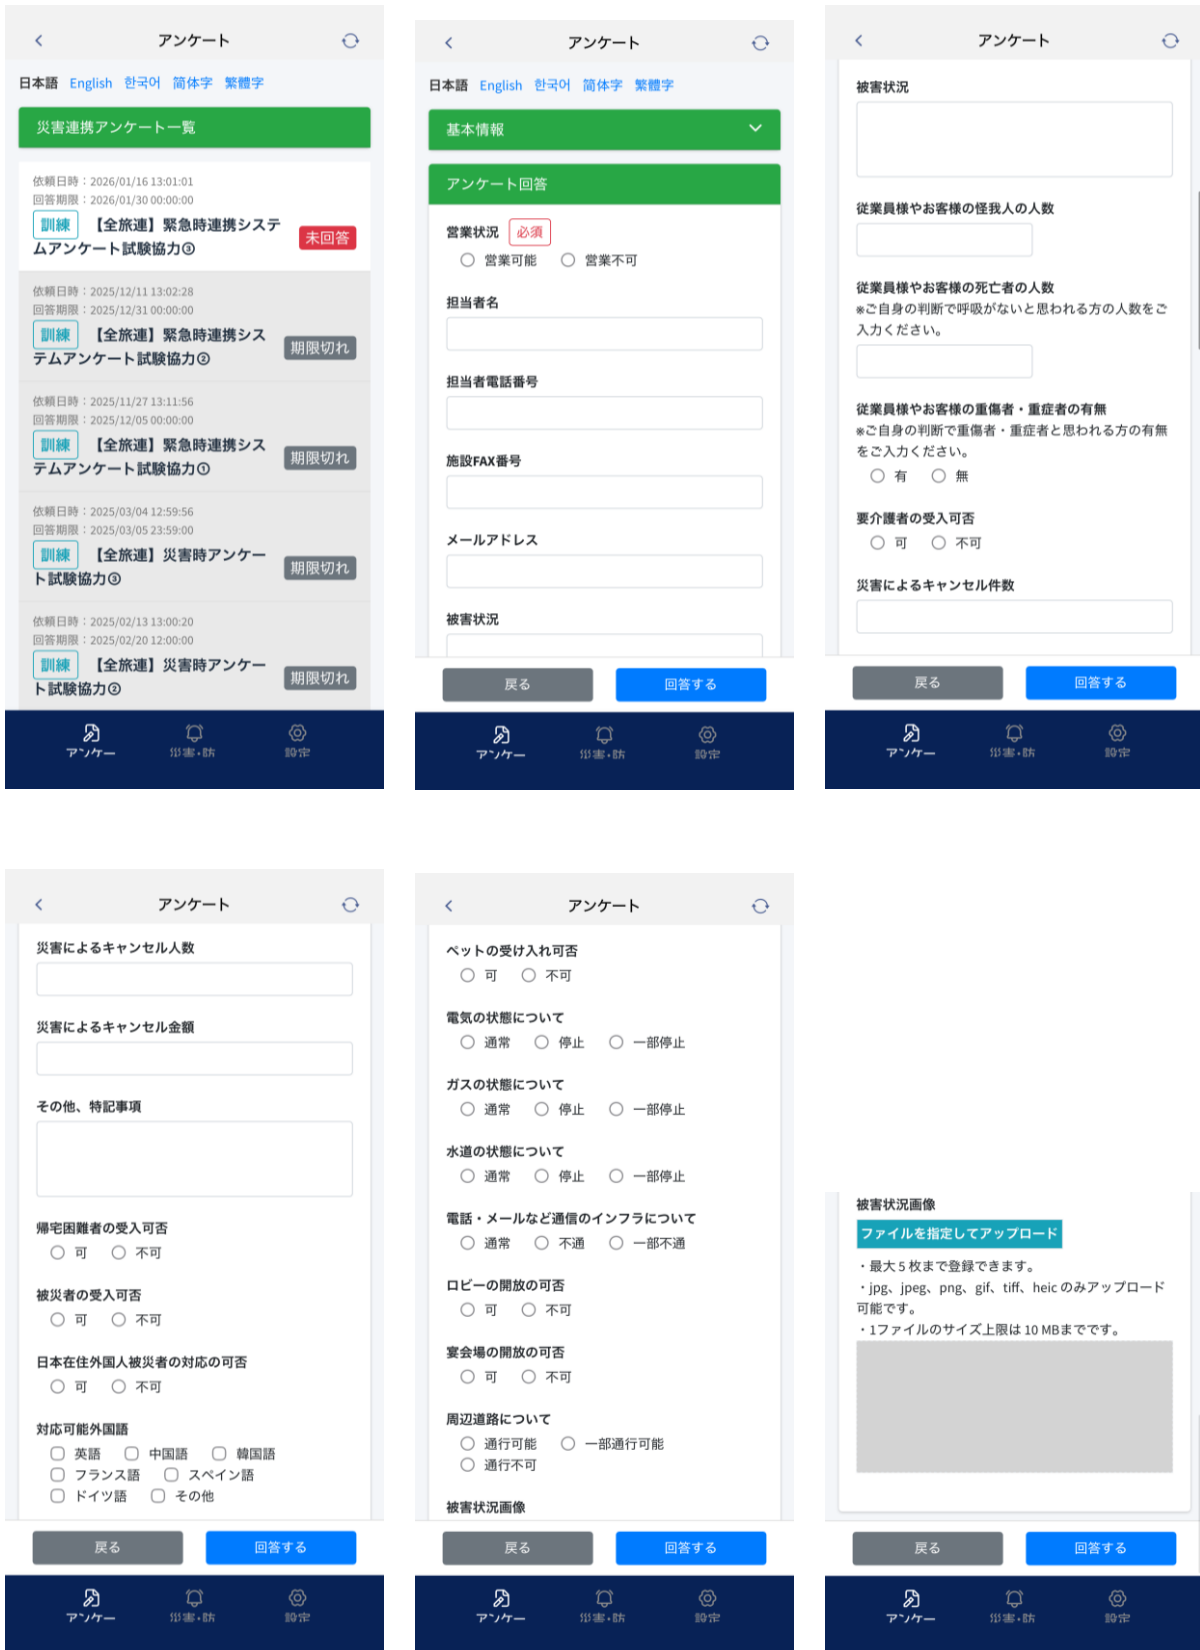 アンケート
日本語 English 한국어 简体字 繁體字
災害連携アンケート一覧
依頼日時：2026/01/16 13:01:01
回答期限：2026/01/30 00:00:00
訓練 【全旅連】緊急時連携システ
ムアンケート試験協力③
未回答
依頼日時：2025/12/11 13:02:28
回答期限：2025/12/31 00:00:00
訓練 【全旅連】緊急時連携シス
テムアンケート試験協力②
期限切れ
依頼日時：2025/11/27 13:11:56
回答期限：2025/12/05 00:00:00
訓練 【全旅連】緊急時連携シス
テムアンケート試験協力①
期限切れ
依頼日時：2025/03/04 12:59:56
回答期限：2025/03/05 23:59:00
訓練 【全旅連】災害時アンケー
ト試験協力③
期限切れ
依頼日時：2025/02/13 13:00:20
回答期限：2025/02/20 12:00:00
訓練 【全旅連】災害時アンケー
ト試験協力②
期限切れ
アンケー 災害・防 設定
アンケート
日本語 English 한국어 简体字 繁體字
基本情報
アンケート回答
営業状況 必須
営業可能 営業不可
担当者名
担当者電話番号
施設FAX番号
メールアドレス
被害状況
戻る 回答する
アンケー 災害・防 設定
アンケート
被害状況
従業員様やお客様の怪我人の人数
従業員様やお客様の死亡者の人数
※ご自身の判断で呼吸がないと思われる方の人数をご
入力ください。
従業員様やお客様の重傷者・重症者の有無
※ご自身の判断で重傷者・重症者と思われる方の有無
をご入力ください。
有 無
要介護者の受入可否
可 不可
災害によるキャンセル件数
戻る 回答する
アンケー 災害・防 設定
アンケート
災害によるキャンセル人数
災害によるキャンセル金額
その他、特記事項
帰宅困難者の受入可否
可 不可
被災者の受入可否
可 不可
日本在住外国人被災者の対応の可否
可 不可
対応可能外国語
英語 中国語 韓国語
フランス語 スペイン語
ドイツ語 その他
戻る 回答する
アンケー 災害・防 設定
アンケート
ペットの受け入れ可否
可 不可
電気の状態について
通常 停止 一部停止
ガスの状態について
通常 停止 一部停止
水道の状態について
通常 停止 一部停止
電話・メールなど通信のインフラについて
通常 不通 一部不通
ロビーの開放の可否
可 不可
宴会場の開放の可否
可 不可
周辺道路について
通行可能 一部通行可能
通行不可
被害状況画像
戻る 回答する
アンケー 災害・防 設定
被害状況画像
ファイルを指定してアップロード
・最大5枚まで登録できます。
・jpg、jpeg、png、gif、tiff、heicのみアップロード
可能です。
・1ファイルのサイズ上限は10 MBまでです。
戻る 回答する
アンケー 災害・防 設定